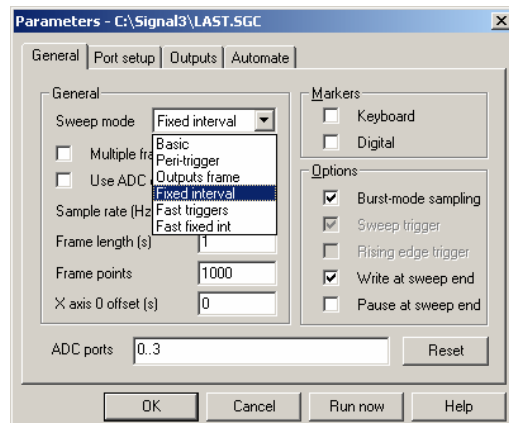 Parameters - C:\Signal3\LAST.SGC
General Port setup Outputs Automate
General
Sweep mode Fixed interval
Basic
Peri-trigger
Outputs frame
Fixed interval
Fast triggers
Fast fixed int
Multiple fra
Use ADC
Sample rate (Hz
Frame length (s) 1
Frame points 1000
X axis 0 offset (s) 0
Markers
Keyboard
Digital
Options
Burst-mode sampling
Sweep trigger
Rising edge trigger
Write at sweep end
Pause at sweep end
ADC ports 0..3 Reset
OK Cancel Run now Help